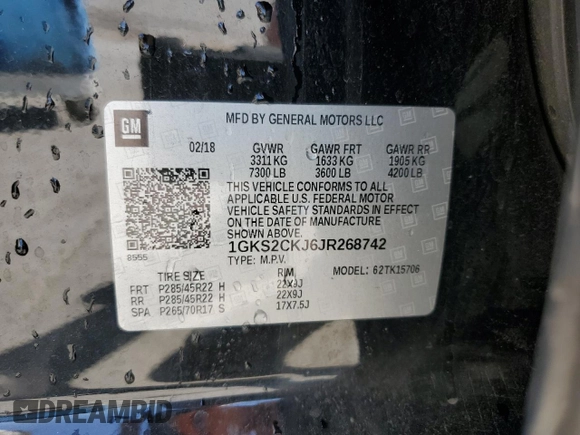 GM
MFD BY GENERAL MOTORS LLC
02/18 GVWR GAWR FRT GAWR RR
3311 KG 1633 KG 1905 KG
7300 LB 3600 LB 4200 LB
THIS VEHICLE CONFORMS TO ALL
APPLICABLE U.S. FEDERAL MOTOR
VEHICLE SAFETY STANDARDS IN EFFECT
ON THE DATE OF MANUFACTURE
SHOWN ABOVE.
1GKS2CKJ6JR268742
8555
TYPE: M.P.V. MODEL: 62TK15706
TIRE SIZE RIM
FRT P285/45R22 H 22X9J
RR P285/45R22 H 22X9J
SPA P265/70R17 S 17X7.5J
DREAMBID